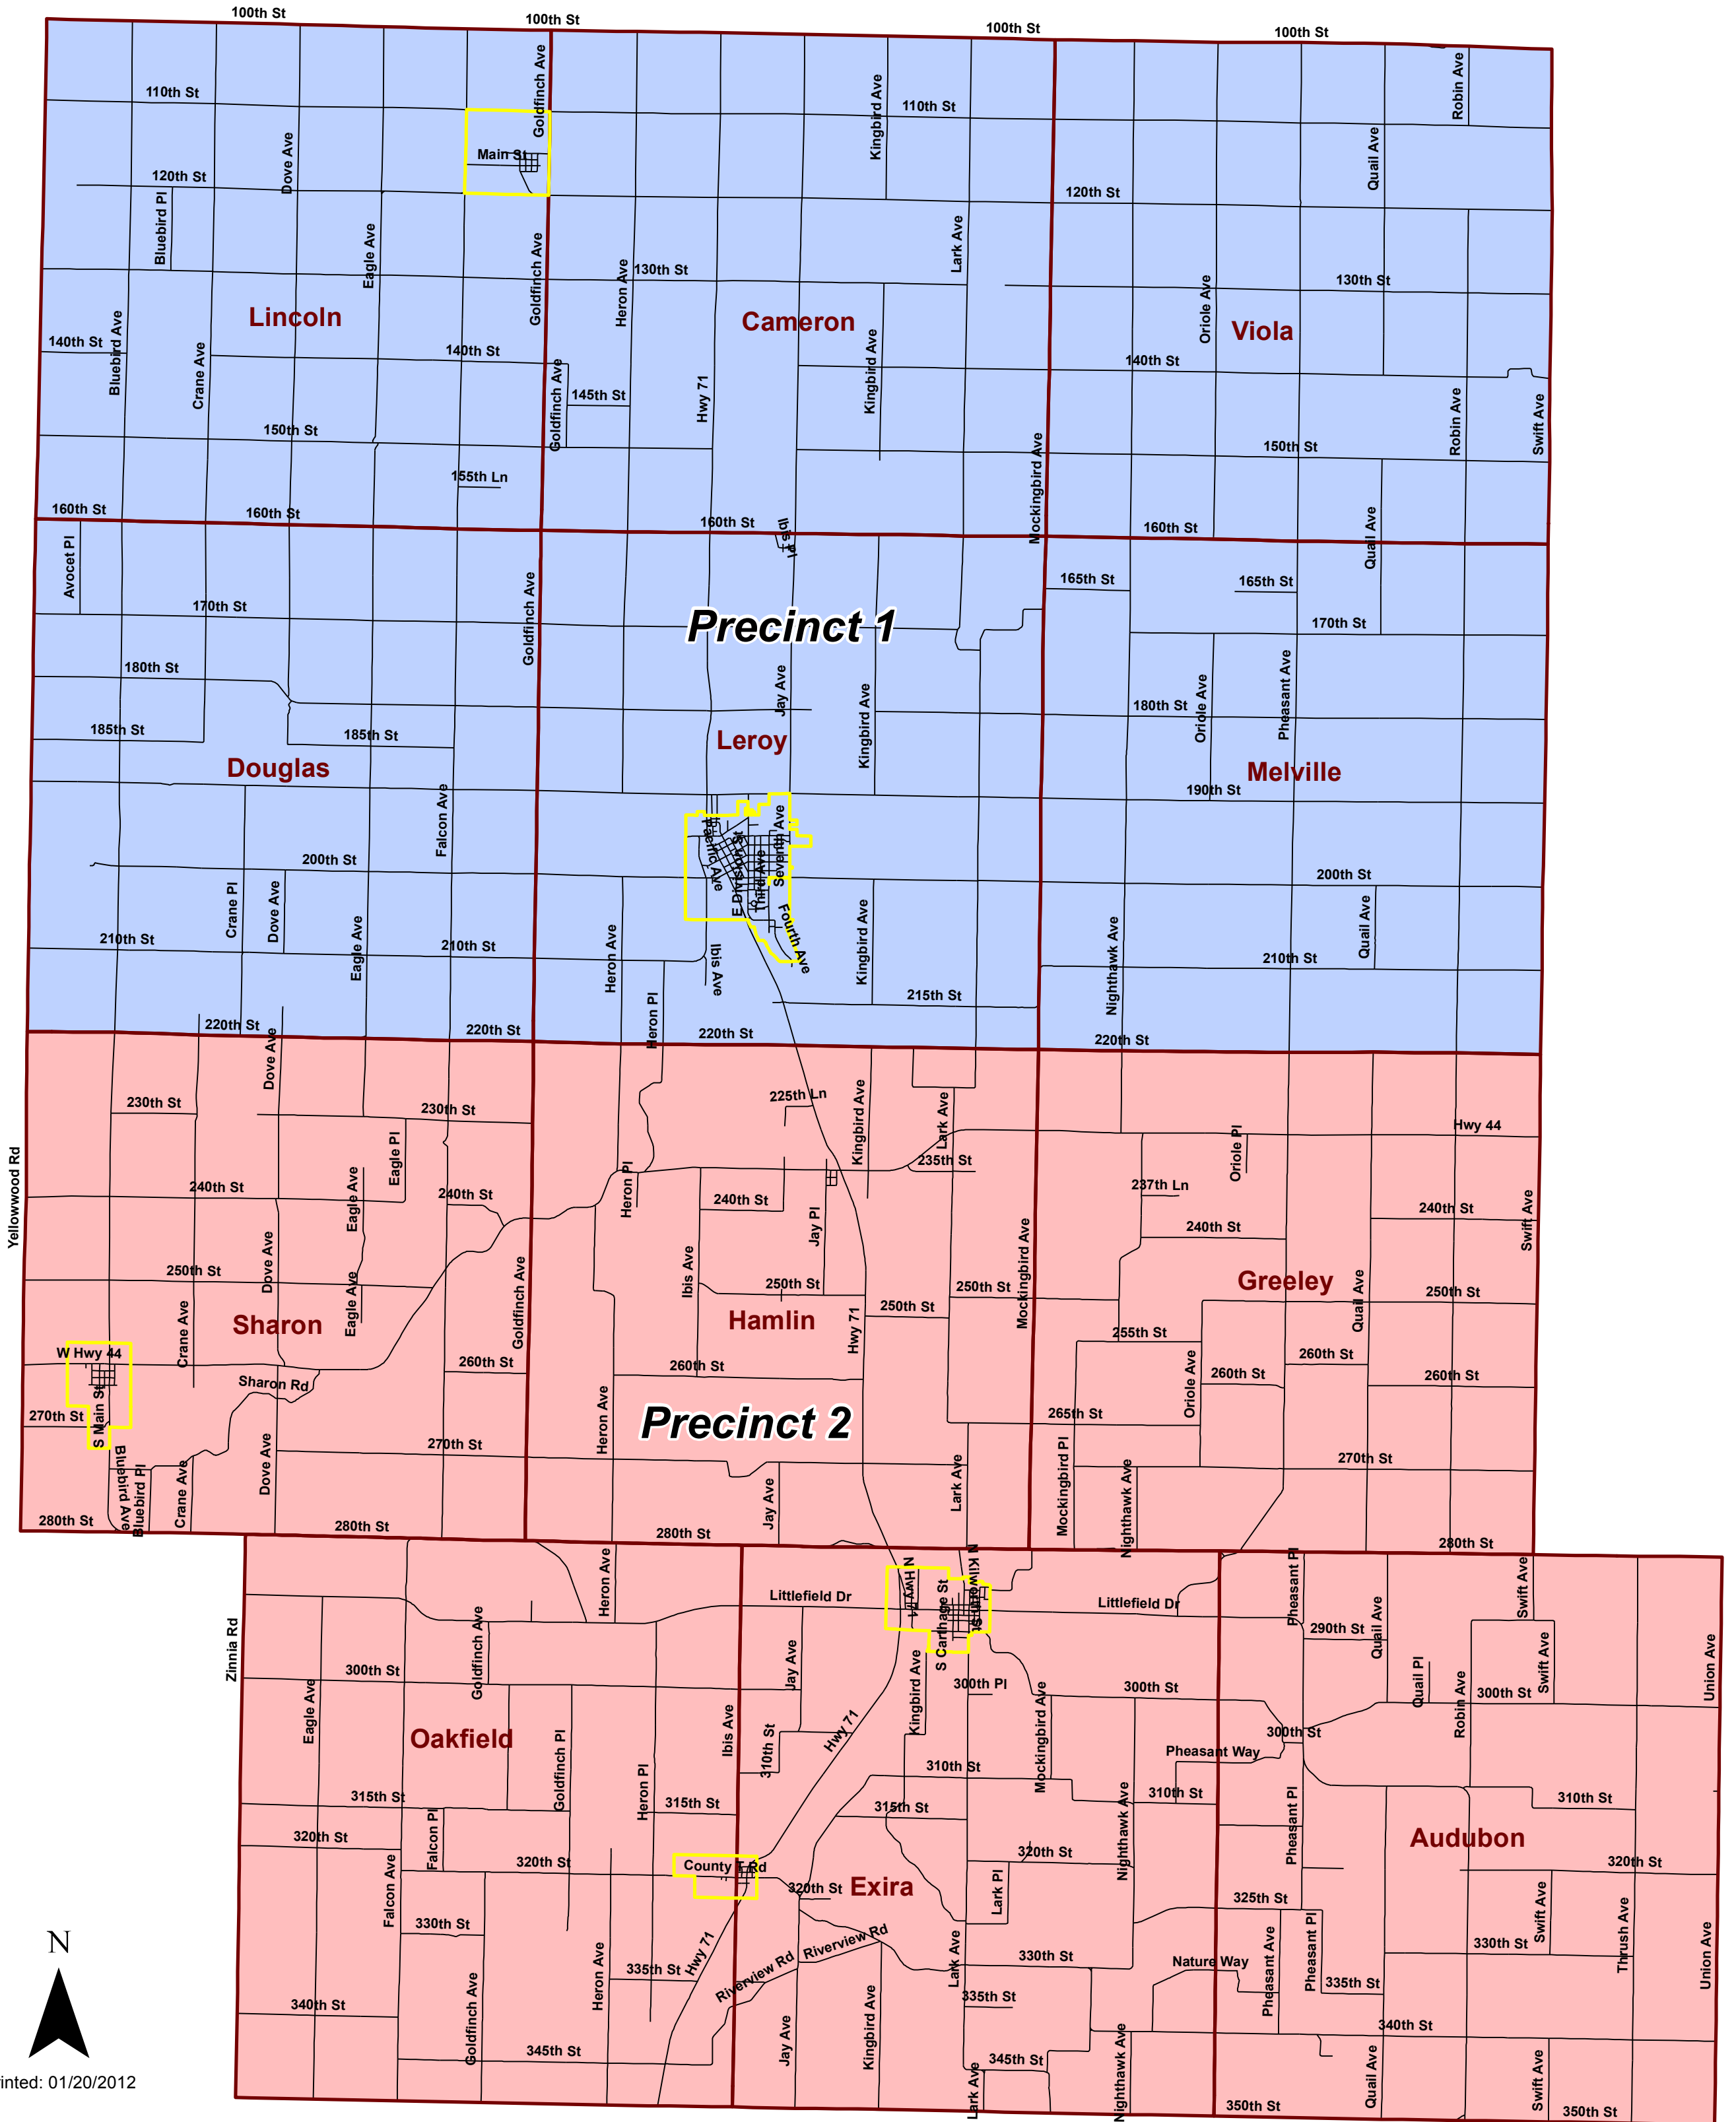 100th St
100th St
100th St
100th St
Goldfinch Ave
Robin Ave
110th St
Kingbird Ave
110th St
Dove Ave
Main St
Quail Ave
120th St
120th St
Bluebird Pl
Eagle Ave
Goldfinch Ave
Heron Ave
130th St
Lark Ave
Oriole Ave
130th St
Lincoln
Cameron
Viola
Bluebird Ave
140th St
Crane Ave
140th St
Goldfinch Ave
145th St
Hwy 71
Kingbird Ave
140th St
Robin Ave
Swift Ave
150th St
150th St
155th Ln
Mockingbird Ave
160th St
160th St
160th St
Ibis Pl
160th St
Quail Ave
Avocet Pl
165th St
165th St
170th St
Goldfinch Ave
Precinct 1
170th St
180th St
Jay Ave
Kingbird Ave
180th St
Oriole Ave
Pheasant Ave
185th St
185th St
Leroy
Douglas
Melville
190th St
Falcon Ave
Pacific Ave
E Division St
Third Ave
Seventh Ave
200th St
200th St
Crane Pl
Dove Ave
Eagle Ave
Fourth Ave
Quail Ave
210th St
210th St
Heron Ave
Ibis Ave
Kingbird Ave
Nighthawk Ave
210th St
Heron Pl
215th St
220th St
220th St
220th St
220th St
Dove Ave
225th Ln
230th St
230th St
Kingbird Ave
Lark Ave
Hwy 44
Yellowwood Rd
Eagle Pl
235th St
Oriole Pl
240th St
Eagle Ave
240th St
Heron Pl
240th St
Jay Pl
237th Ln
240th St
240th St
Swift Ave
250th St
Dove Ave
Eagle Ave
Goldfinch Ave
Ibis Ave
250th St
250th St
250th St
Mockingbird Ave
Greeley
Quail Ave
250th St
Sharon
Hamlin
Hwy 71
Crane Ave
W Hwy 44
255th St
260th St
260th St
260th St
260th St
260th St
Sharon Rd
Oriole Ave
S Main St
270th St
Heron Ave
Precinct 2
265th St
Dove Ave
270th St
270th St
Bluebird Ave
Bluebird Pl
Crane Ave
Jay Ave
Lark Ave
Mockingbird Pl
Nighthawk Ave
280th St
280th St
280th St
280th St
Heron Ave
N Hwy 71
N Kilworth St
Pheasant Pl
Swift Ave
Littlefield Dr
S Carthage St
Littlefield Dr
Zinnia Rd
Goldfinch Ave
Jay Ave
290th St
Quail Ave
Swift Ave
Union Ave
300th St
Eagle Ave
Kingbird Ave
300th Pl
Mockingbird Ave
300th St
Quail Pl
Robin Ave
300th St
Oakfield
Ibis Ave
310th St
Hwy 71
300th St
Pheasant Way
Goldfinch Pl
Heron Pl
310th St
315th St
315th St
315th St
Nighthawk Ave
310th St
Pheasant Pl
310th St
Falcon Pl
Audubon
320th St
320th St
County T Rd
320th St
320th St
320th St
Exira
Falcon Ave
Lark Pl
325th St
Swift Ave
Thrush Ave
Union Ave
330th St
Hwy 71
Riverview Rd
Riverview Rd
Lark Ave
330th St
Pheasant Ave
Pheasant Pl
330th St
N
Heron Ave
335th St
Nature Way
335th St
335th St
340th St
Goldfinch Ave
Jay Ave
Kingbird Ave
340th St
345th St
345th St
Nighthawk Ave
Quail Ave
Swift Ave
Lark Ave
inted: 01/20/2012
350th St
350th St